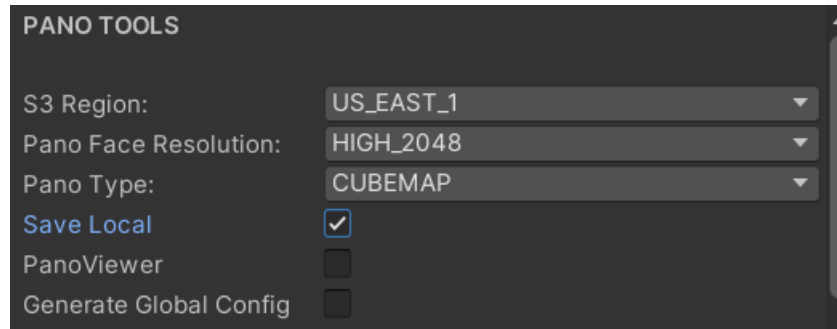 PANO TOOLS
S3 Region: US_EAST_1
Pano Face Resolution: HIGH_2048
Pano Type: CUBEMAP
Save Local
PanoViewer
Generate Global Config